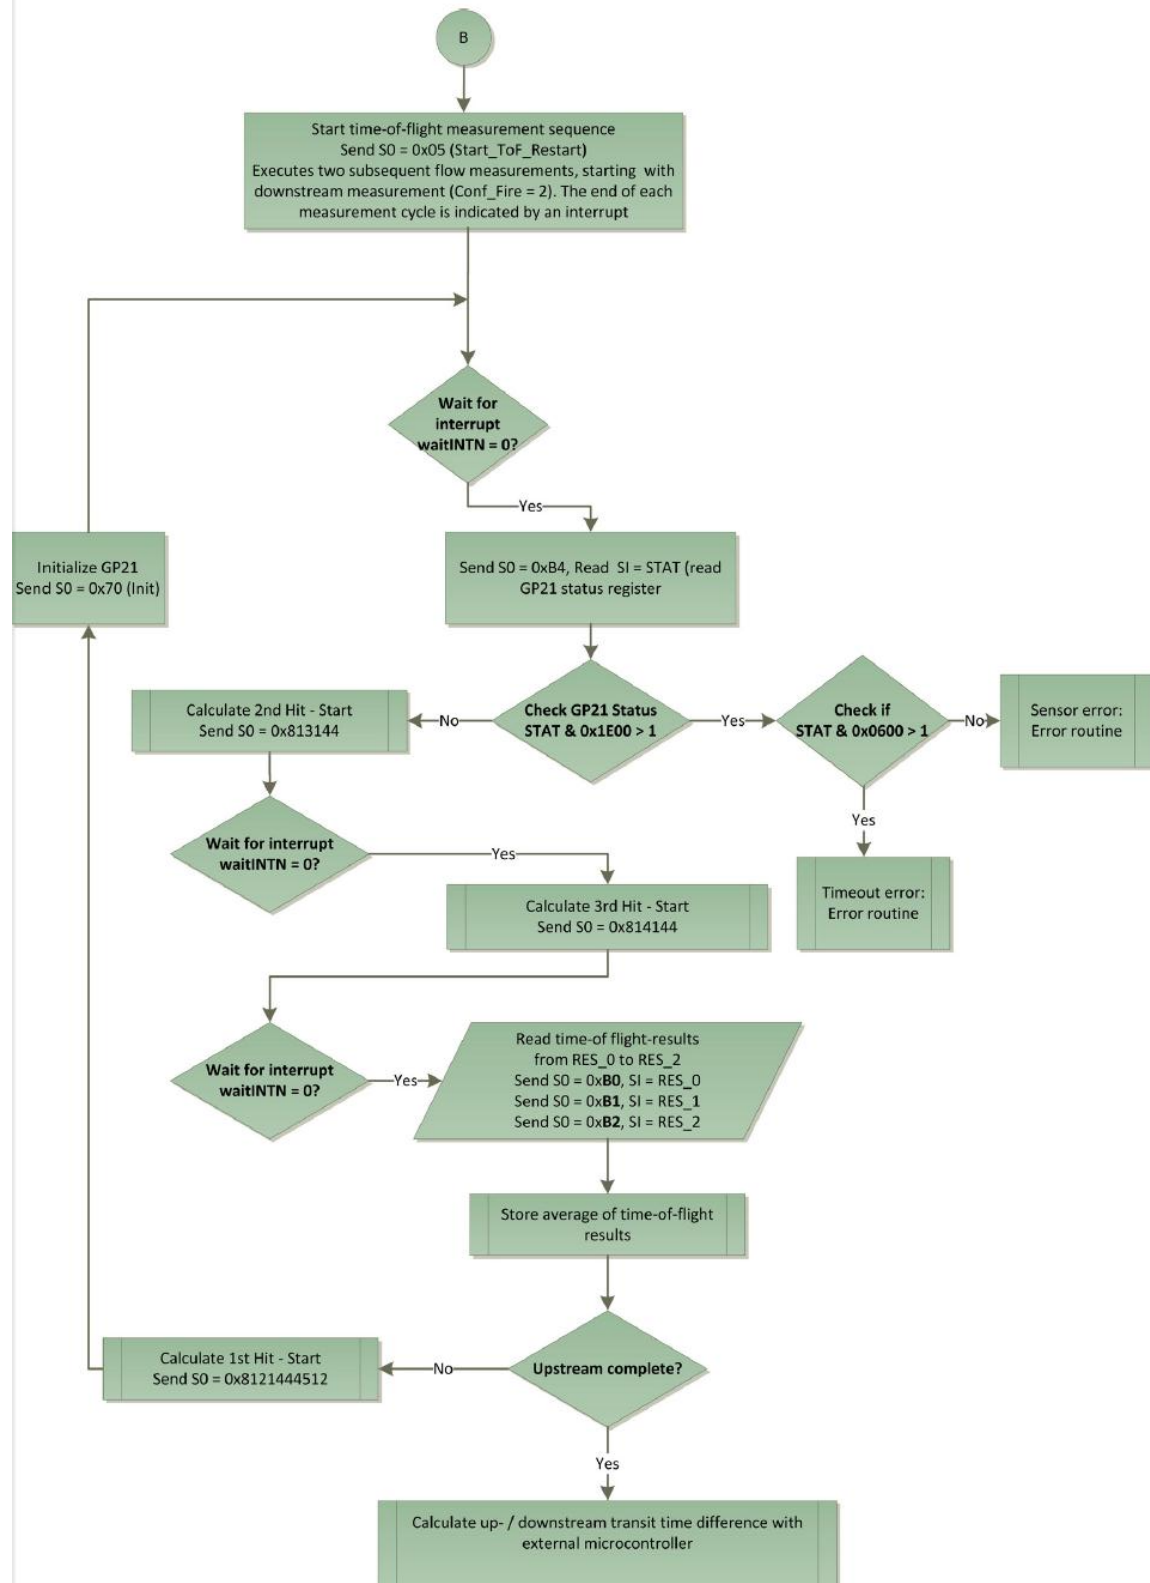 B
Start time-of-flight measurement sequence
Send S0 = 0x05 (Start_ToF_Restart)
Executes two subsequent flow measurements, starting with
downstream measurement (Conf_Fire = 2). The end of each
measurement cycle is indicated by an interrupt
Wait for
interrupt
waitINTN = 0?
Yes
Initialize GP21
Send S0 = 0x70 (Init)
Send S0 = 0xB4, Read SI = STAT (read
GP21 status register
Calculate 2nd Hit - Start
Send S0 = 0x813144
No
Check GP21 Status
STAT & 0x1E00 > 1
Yes
Check if
STAT & 0x0600 > 1
No
Sensor error:
Error routine
Yes
Timeout error:
Error routine
Wait for interrupt
waitINTN = 0?
Yes
Calculate 3rd Hit - Start
Send S0 = 0x814144
Wait for interrupt
waitINTN = 0?
Yes
Read time-of flight-results
from RES_0 to RES_2
Send S0 = 0xB0, SI = RES_0
Send S0 = 0xB1, SI = RES_1
Send S0 = 0xB2, SI = RES_2
Store average of time-of-flight
results
Upstream complete?
No
Calculate 1st Hit - Start
Send S0 = 0x8121444512
Yes
Calculate up- / downstream transit time difference with
external microcontroller